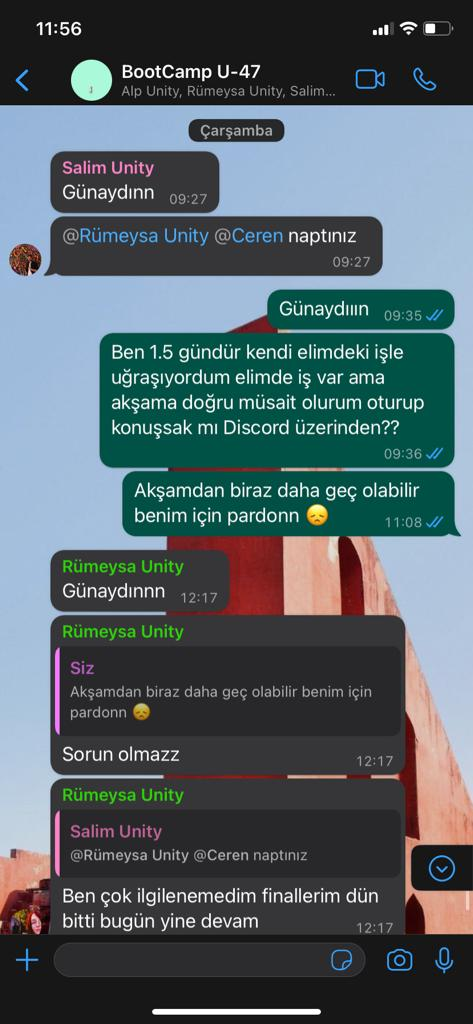 11:56
BootCamp U-47
Alp Unity, Rümeysa Unity, Salim...
Çarşamba
Salim Unity
Günaydınn 09:27
@Rümeysa Unity @Ceren naptınız
09:27
Günaydıın 09:35
Ben 1.5 gündür kendi elimdeki işle
uğraşıyordum elimde iş var ama
akşama doğru müsait olurum oturup
konuşsak mı Discord üzerinden??
09:36
Akşamdan biraz daha geç olabilir
benim için pardonn 😞 11:08
Rümeysa Unity
Günaydınnn 12:17
Rümeysa Unity
Siz
Akşamdan biraz daha geç olabilir benim için
pardonn 😞
Sorun olmazz 12:17
Rümeysa Unity
Salim Unity
@Rümeysa Unity @Ceren naptınız
Ben çok ilgilenemedim finallerim dün
bitti bugün yine devam 12:17